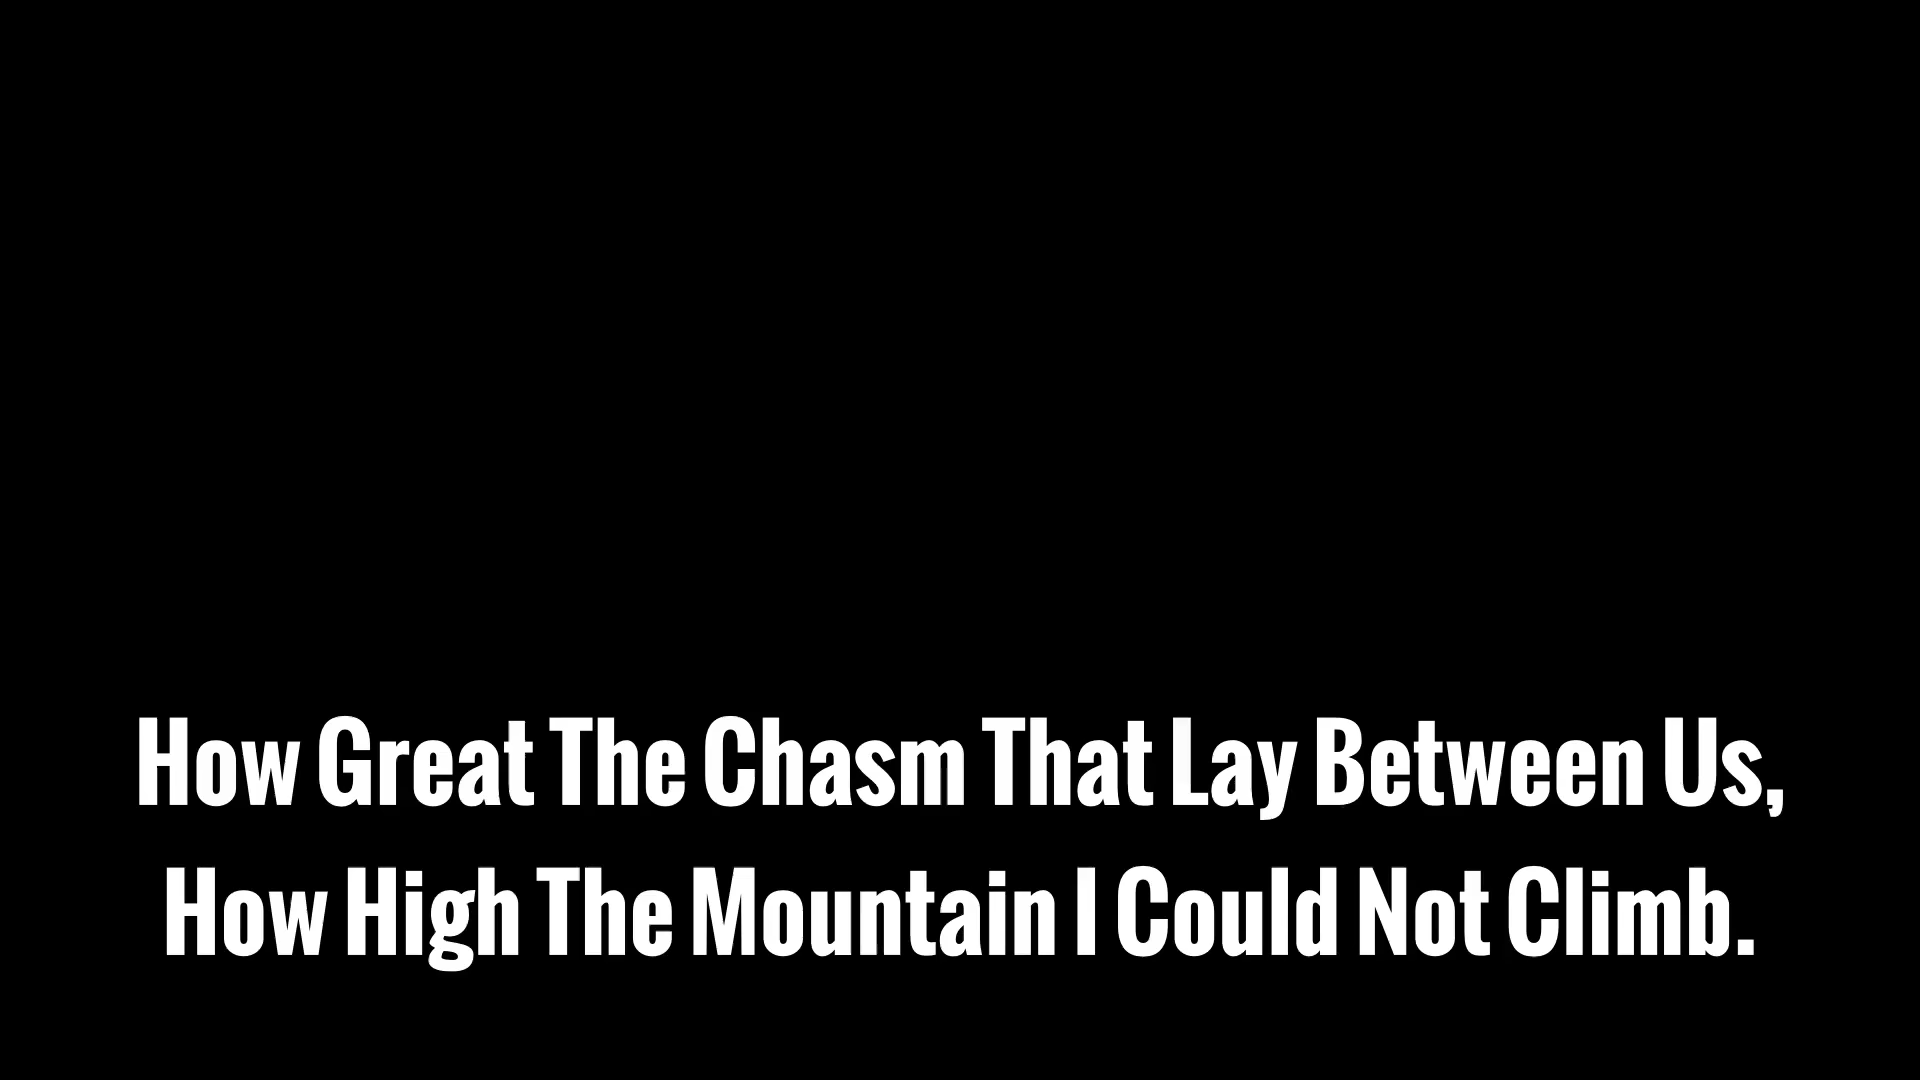 How Great The Chasm That Lay Between Us,
How High The Mountain I Could Not Climb.